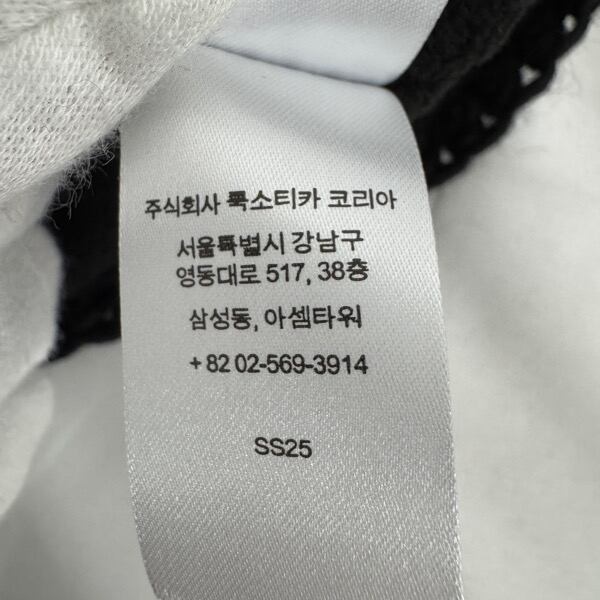 주식회사 룩소티카 코리아
서울특별시 강남구
영동대로 517, 38층
삼성동, 아셈타워
+82 02-569-3914
SS25